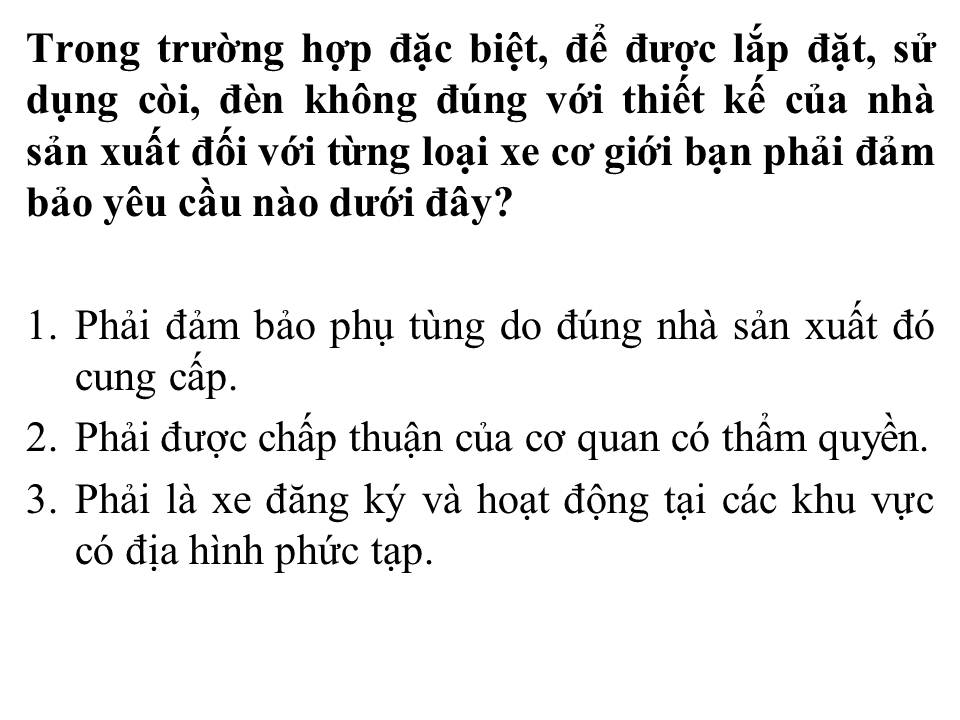 Trong trường hợp đặc biệt, để được lắp đặt, sử
dụng còi, đèn không đúng với thiết kế của nhà
sản xuất đối với từng loại xe cơ giới bạn phải đảm
bảo yêu cầu nào dưới đây?
1. Phải đảm bảo phụ tùng do đúng nhà sản xuất đó
cung cấp.
2. Phải được chấp thuận của cơ quan có thẩm quyền.
3. Phải là xe đăng ký và hoạt động tại các khu vực
có địa hình phức tạp.